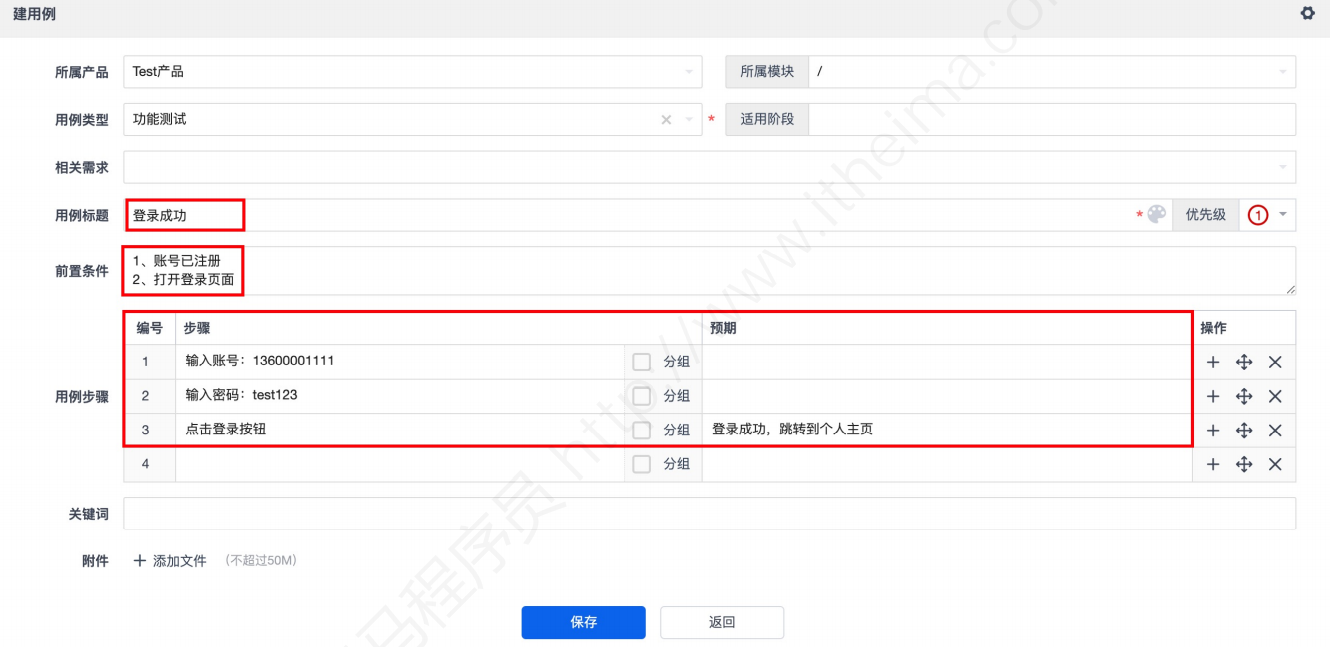 建用例
所属产品 Test产品 所属模块 /
用例类型 功能测试 * 适用阶段
相关需求
用例标题 登录成功 * 优先级 1
前置条件
1、账号已注册
2、打开登录页面
编号 步骤 预期 操作
1 输入账号：13600001111 分组
用例步骤
2 输入密码：test123 分组
3 点击登录按钮 分组 登录成功，跳转到个人主页
4 分组
关键词
附件 + 添加文件 （不超过50M）
保存 返回
马程序员 http://www.itheima.com